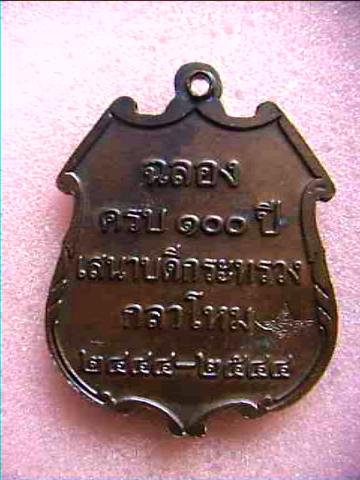 ฉลอง
ครบ ๑๐๐ ปี
เสนาบดีกระทรวง
กลาโหม
๒๔๔๔-๒๕๔๔